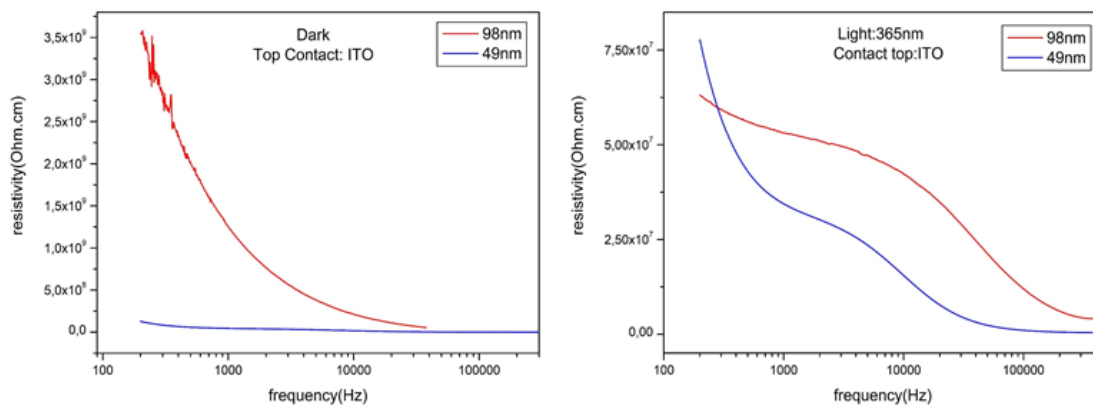 Dark
Top Contact: ITO
98nm
49nm
3,5x10⁹
3,0x10⁹
2,5x10⁹
2,0x10⁹
1,5x10⁹
1,0x10⁹
5,0x10⁸
0,0
resistivity(Ohm.cm)
100
1000
10000
100000
frequency(Hz)
Light:365nm
Contact top:ITO
98nm
49nm
7,50x10⁷
5,00x10⁷
2,50x10⁷
0,00
resistivity(Ohm.cm)
100
1000
10000
100000
frequency(Hz)